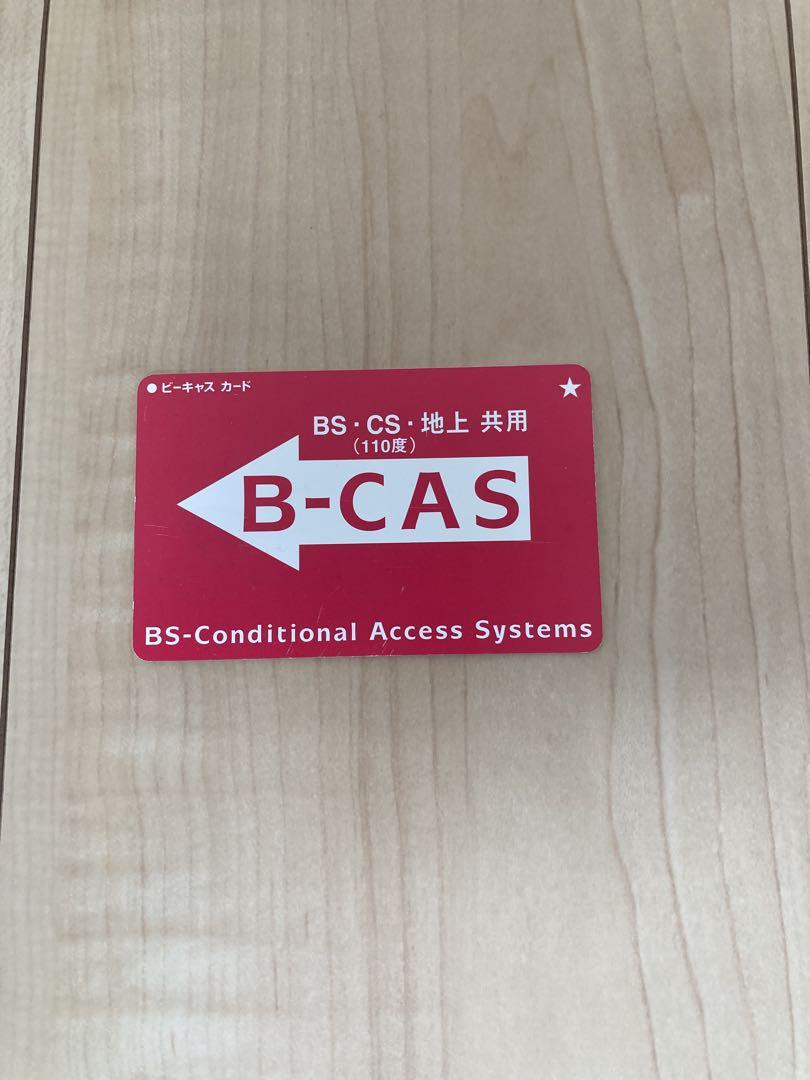 ●ビーキャス カード ★
BS・CS・地上 共用
(110度)
B-CAS
BS-Conditional Access Systems